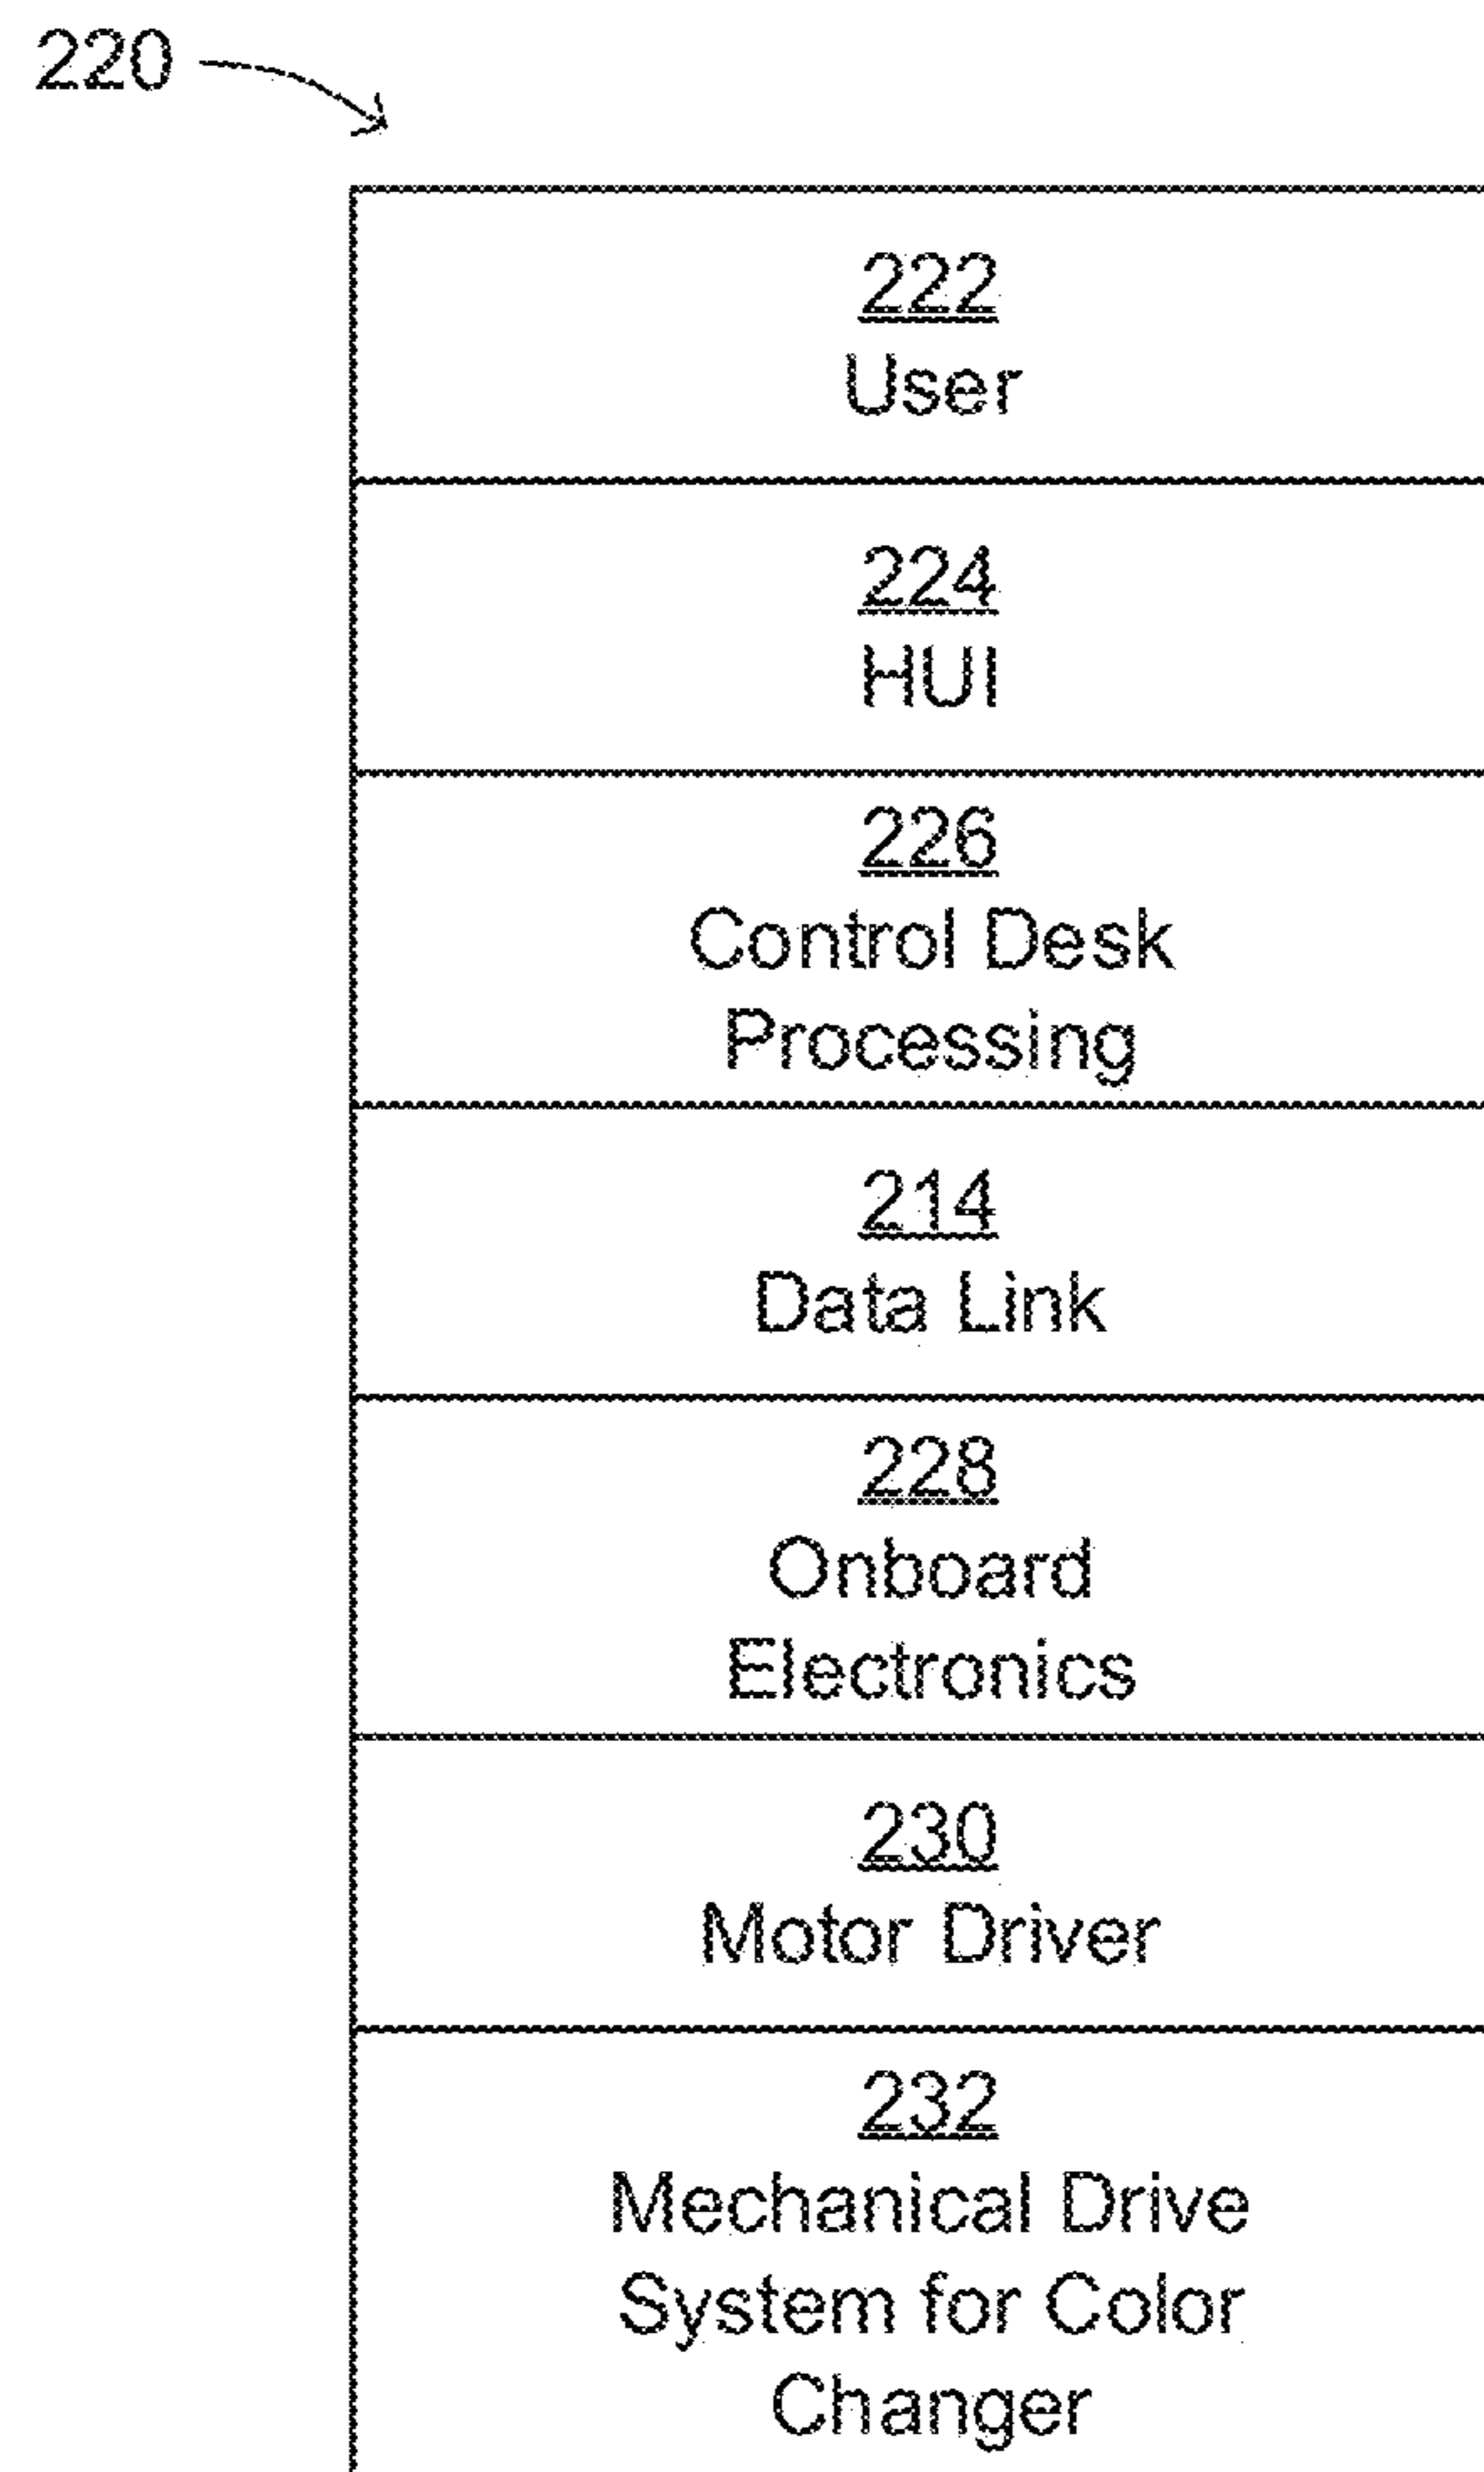 220
222
User
224
HUI
226
Control Desk
Processing
214
Data Link
228
Onboard
Electronics
230
Motor Driver
232
Mechanical Drive
System for Color
Changer